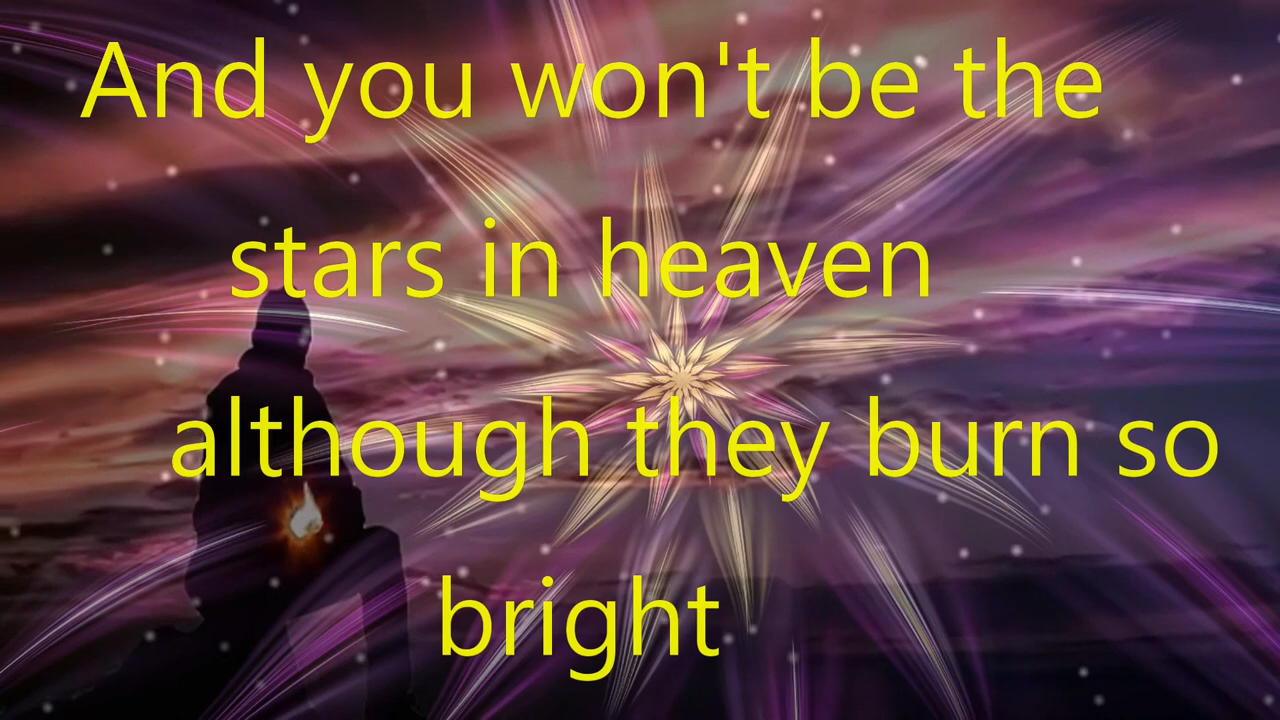 And you won't be the
stars in heaven
although they burn so
bright